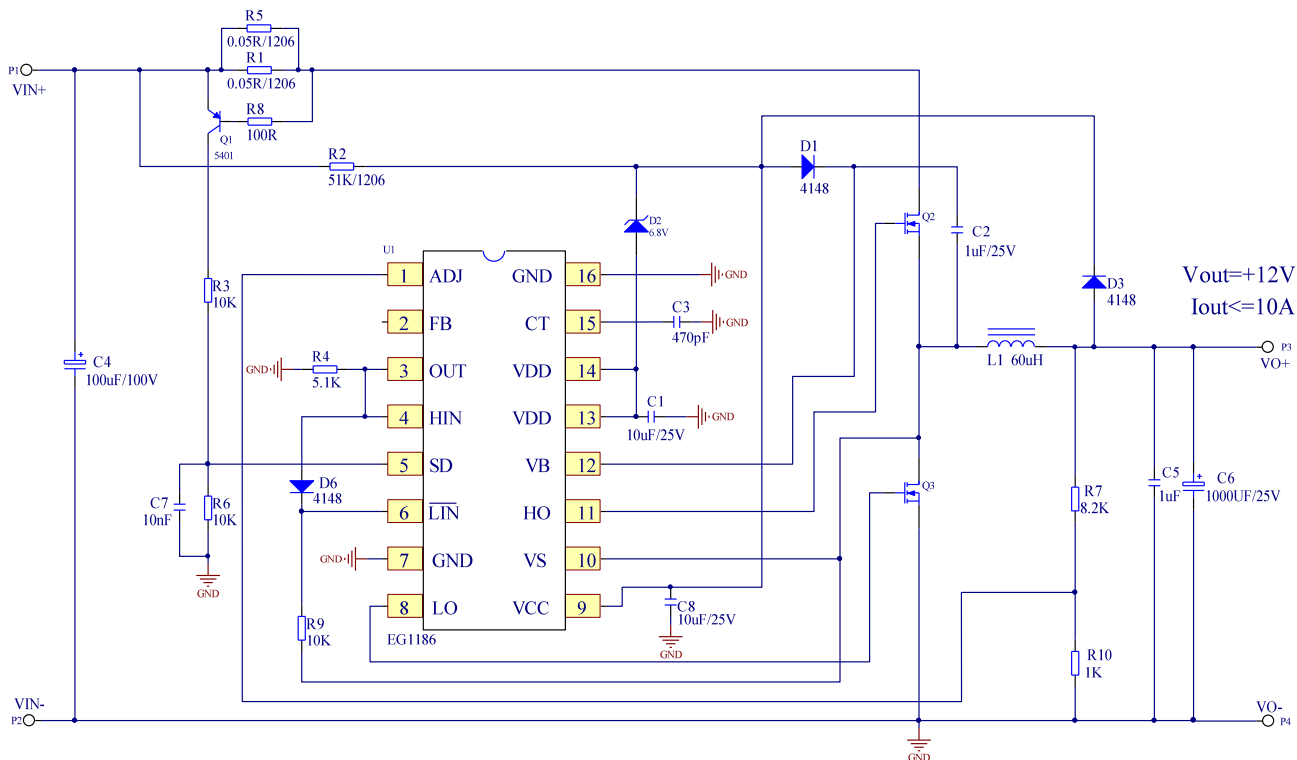 R5
0.05R/1206
R1
0.05R/1206
P1
VIN+
R8
100R
Q1
5401
R2
51K/1206
D1
4148
D2
6.8V
Q2
C2
1uF/25V
U1
1 ADJ
GND 16
GND
R3
10K
D3
4148
Vout=+12V
Iout<=10A
2 FB
CT 15
C3
470pF
GND
C4
100uF/100V
GND
R4
5.1K
3 OUT
VDD 14
L1 60uH
P3
VO+
4 HIN
VDD 13
C1
10uF/25V
GND
5 SD
VB 12
C7
10nF
R6
10K
D6
4148
6 LIN
HO 11
Q3
R7
8.2K
C5
1uF
C6
1000UF/25V
GND
7 GND
VS 10
GND
8 LO
VCC 9
C8
10uF/25V
GND
EG1186
R9
10K
R10
1K
VIN-
P2
VO-
P4
GND